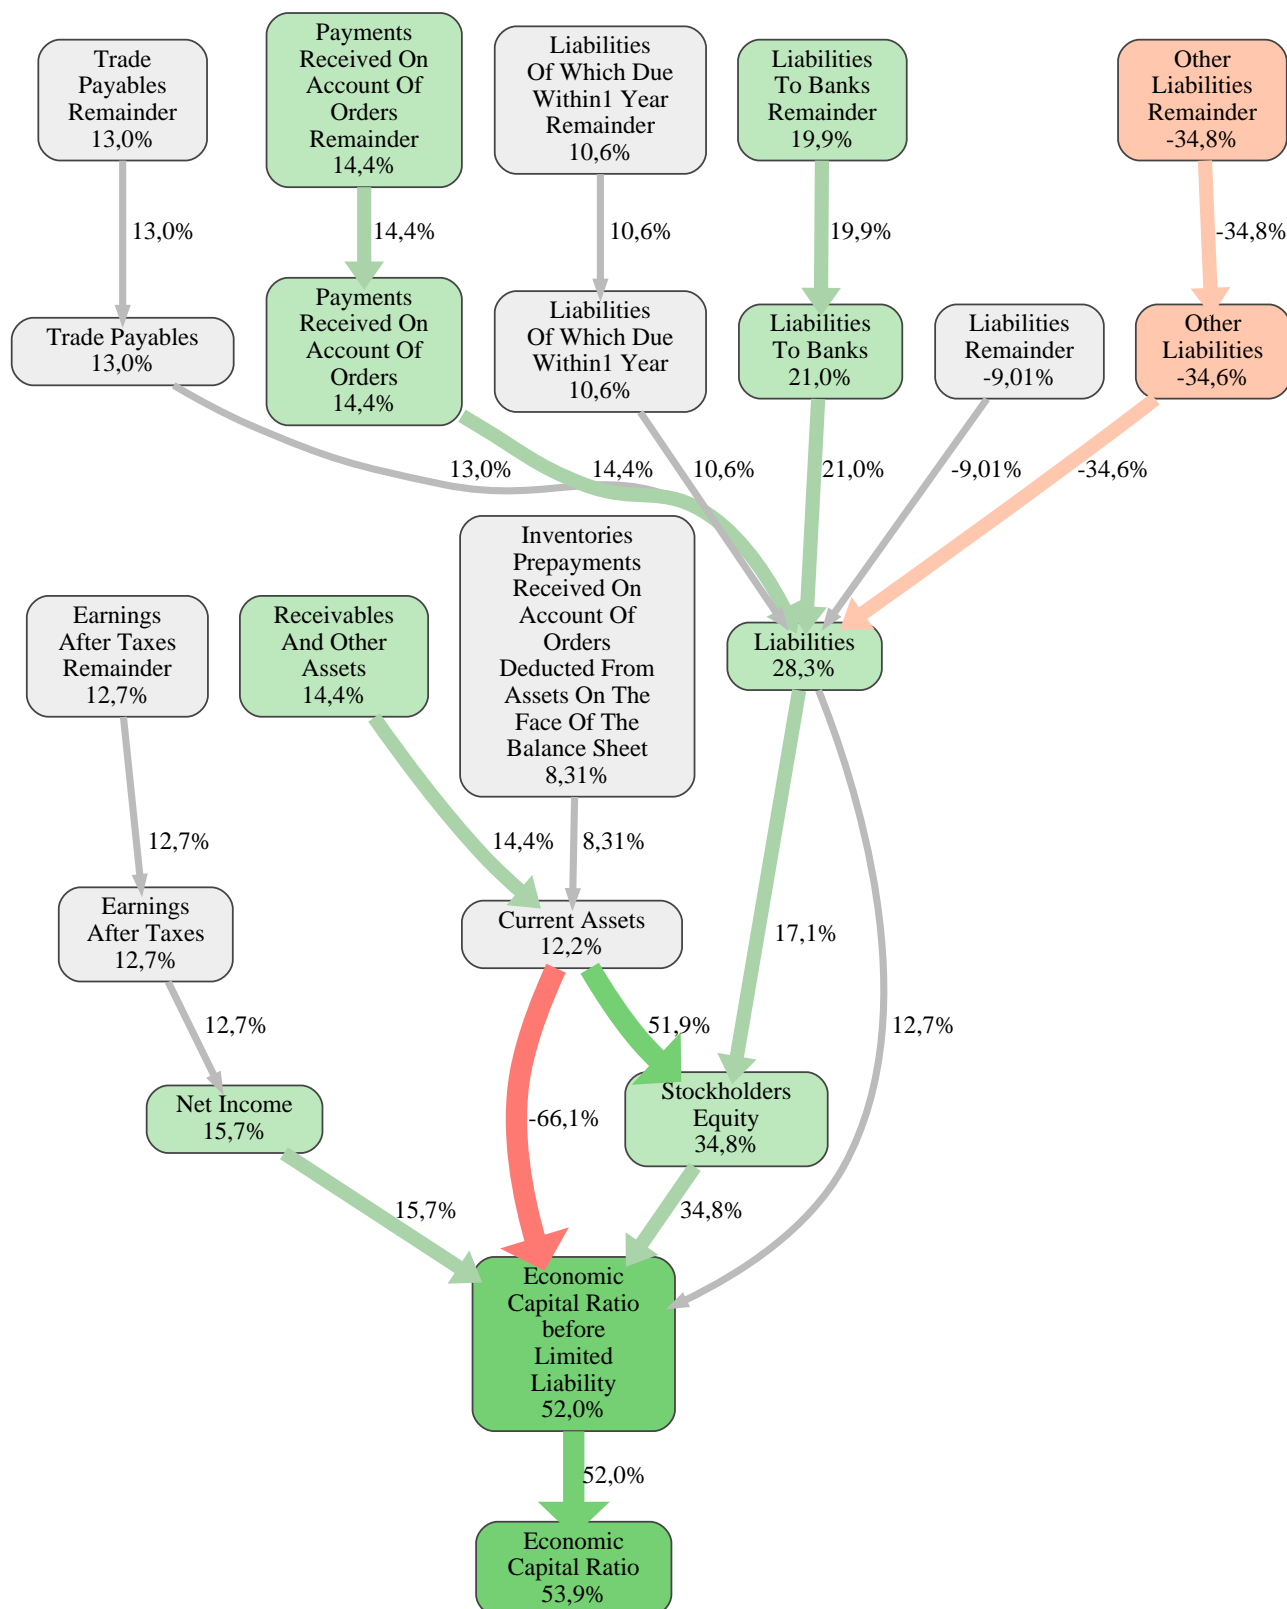 Trade
Payables
Remainder
13,0%
Payments
Received On
Account Of
Orders
Remainder
14,4%
Liabilities
Of Which Due
Within1 Year
Remainder
10,6%
Liabilities
To Banks
Remainder
19,9%
Other
Liabilities
Remainder
-34,8%
13,0%
14,4%
10,6%
19,9%
-34,8%
Trade Payables
13,0%
Payments
Received On
Account Of
Orders
14,4%
Liabilities
Of Which Due
Within1 Year
10,6%
Liabilities
To Banks
21,0%
Liabilities
Remainder
-9,01%
Other
Liabilities
-34,6%
13,0%
14,4%
10,6%
21,0%
-9,01%
-34,6%
Earnings
After Taxes
Remainder
12,7%
Receivables
And Other
Assets
14,4%
Inventories
Prepayments
Received On
Account Of
Orders
Deducted From
Assets On The
Face Of The
Balance Sheet
8,31%
Liabilities
28,3%
12,7%
14,4%
8,31%
Earnings
After Taxes
12,7%
Current Assets
12,2%
17,1%
12,7%
51,9%
12,7%
Net Income
15,7%
-66,1%
Stockholders
Equity
34,8%
15,7%
34,8%
Economic
Capital Ratio
before
Limited
Liability
52,0%
52,0%
Economic
Capital Ratio
53,9%